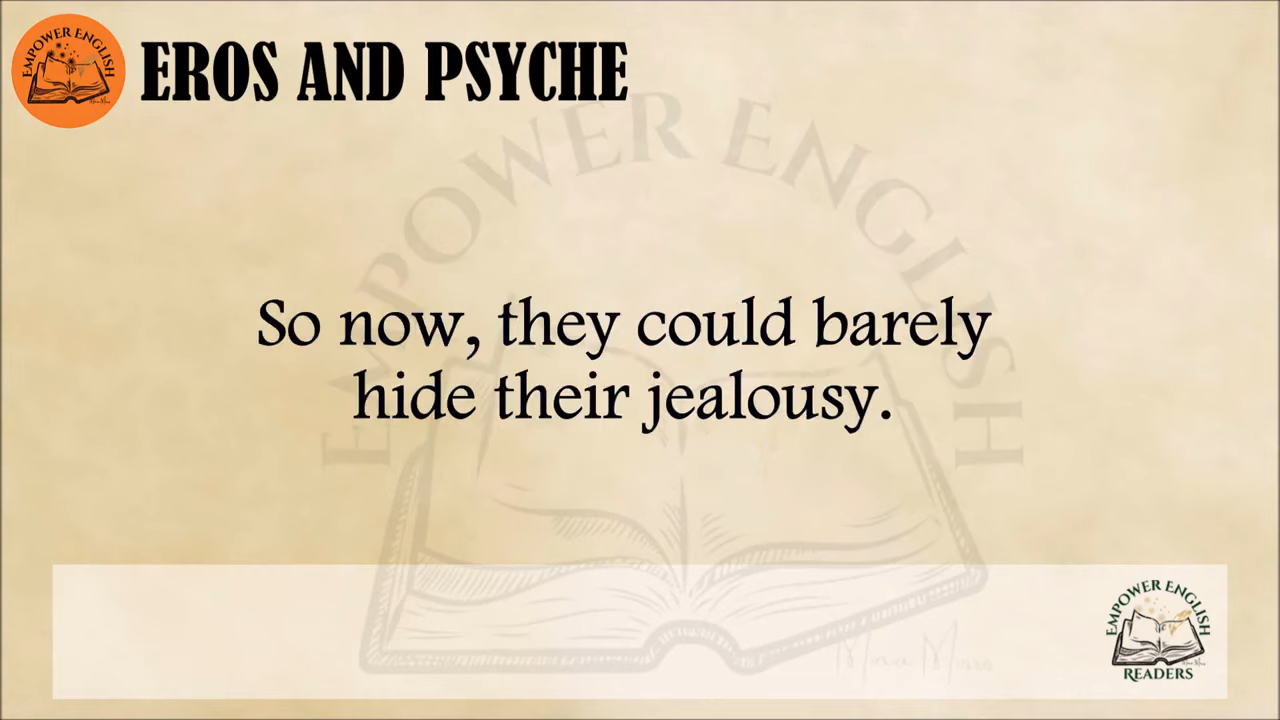 EMPOWER ENGLISH
EROS AND PSYCHE
EMPOWER ENGLISH
So now, they could barely
hide their jealousy.
EMPOWER ENGLISH
READERS